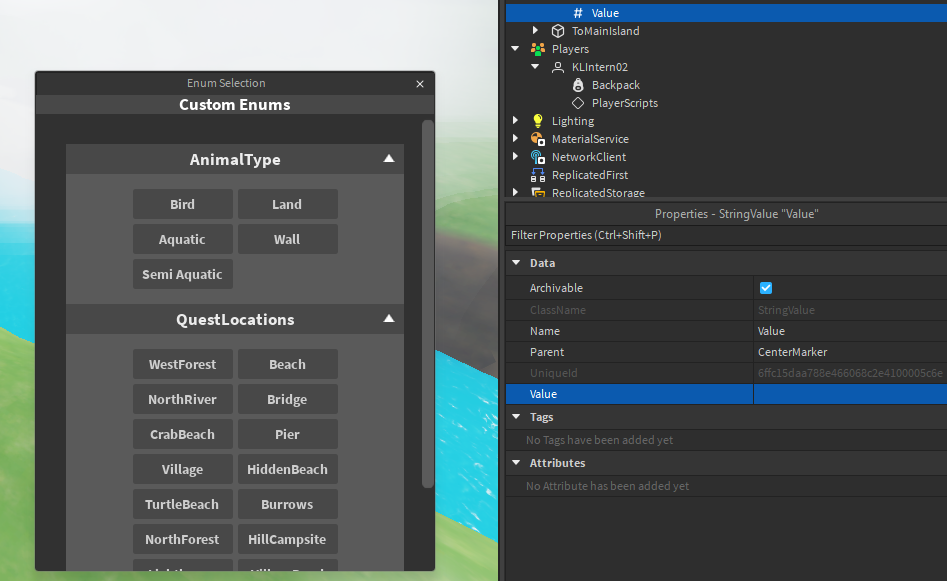 Enum Selection
Custom Enums
AnimalType
Bird
Land
Aquatic
Wall
Semi Aquatic
QuestLocations
WestForest
Beach
NorthRiver
Bridge
CrabBeach
Pier
Village
HiddenBeach
TurtleBeach
Burrows
NorthForest
HillCampsite
# Value
ToMainIsland
Players
KLIntern02
Backpack
PlayerScripts
Lighting
MaterialService
NetworkClient
ReplicatedFirst
ReplicatedStorage
Properties - StringValue "Value"
Filter Properties (Ctrl+Shift+P)
Data
Archivable
ClassName StringValue
Name Value
Parent CenterMarker
UniqueId 6ffc15daa788e466068c2e4100005c6e
Value
Tags
No Tags have been added yet
Attributes
No Attribute has been added yet